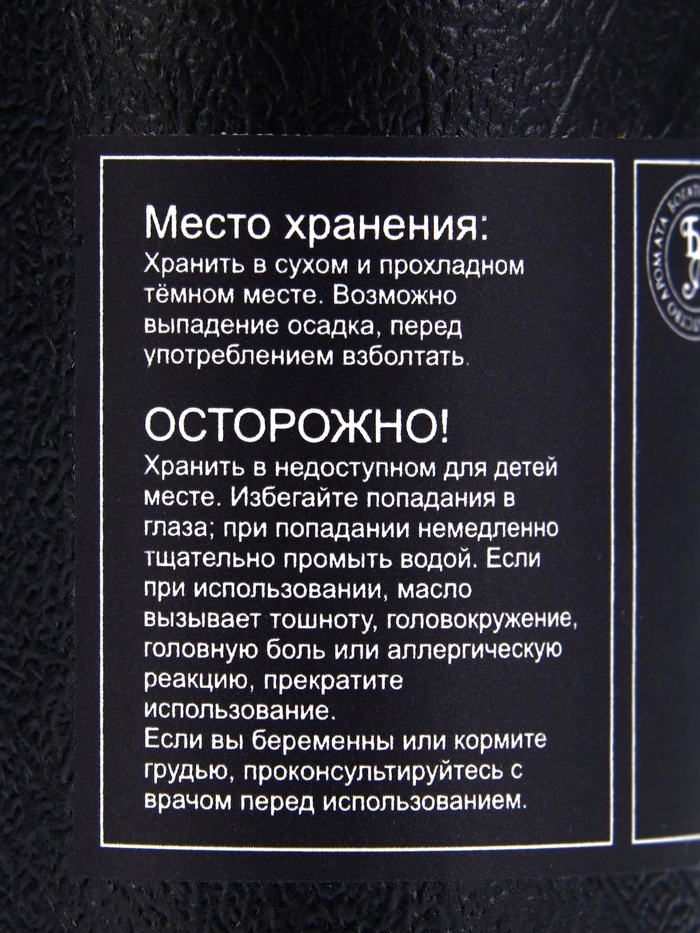 Место хранения:
Хранить в сухом и прохладном
тёмном месте. Возможно
выпадение осадка, перед
употреблением взболтать.
ОСТОРОЖНО!
Хранить в недоступном для детей
месте. Избегайте попадания в
глаза; при попадании немедленно
тщательно промыть водой. Если
при использовании, масло
вызывает тошноту, головокружение,
головную боль или аллергическую
реакцию, прекратите
использование.
Если вы беременны или кормите
грудью, проконсультируйтесь с
врачом перед использованием.
АРОМАТА